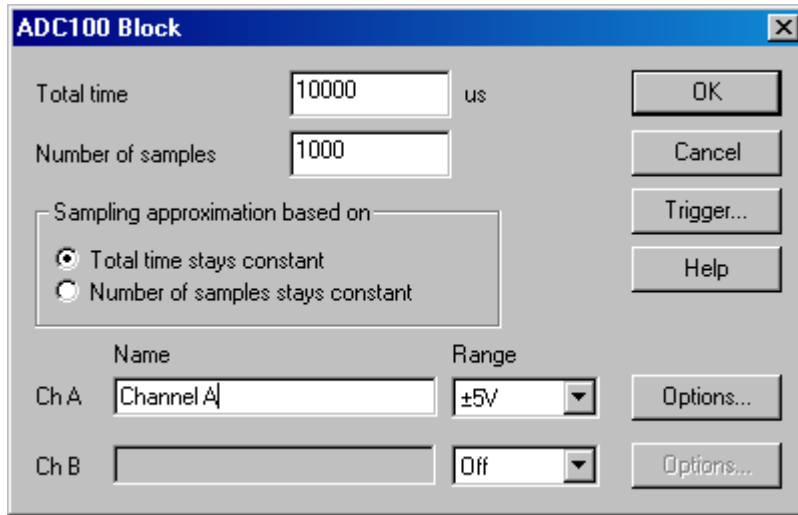 ADC100 Block
Total time 10000 us OK
Number of samples 1000 Cancel
Trigger...
Sampling approximation based on
Total time stays constant
Help
Number of samples stays constant
Name Range
Ch A Channel A ±5V Options...
Ch B Off Options...